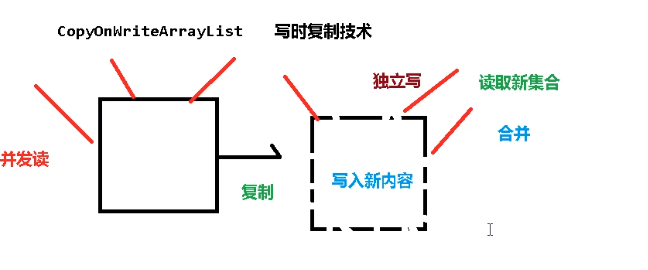 CopyOnWriteArrayList 写时复制技术
独立写 读取新集合
合并
并发读
写入新内容
复制